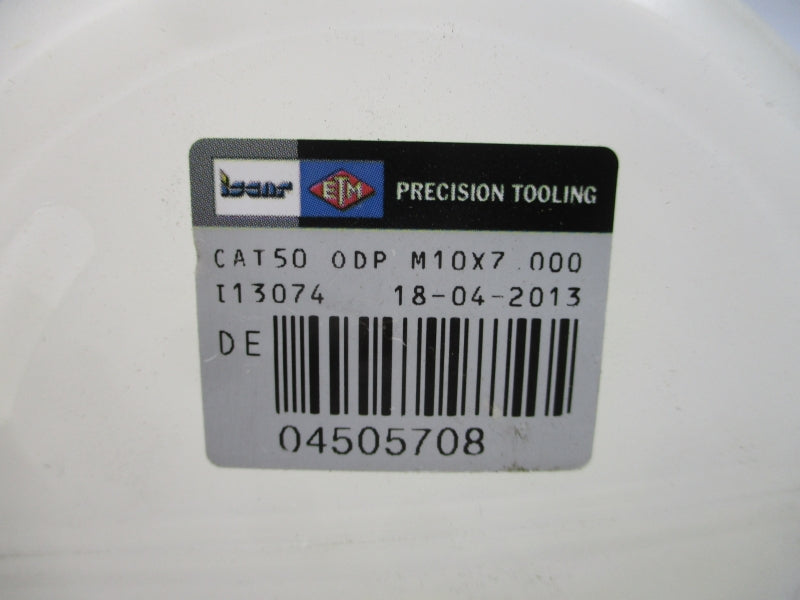 iscar ETM PRECISION TOOLING
CAT50 ODP M10X7.000
I13074 18-04-2013
DE
04505708